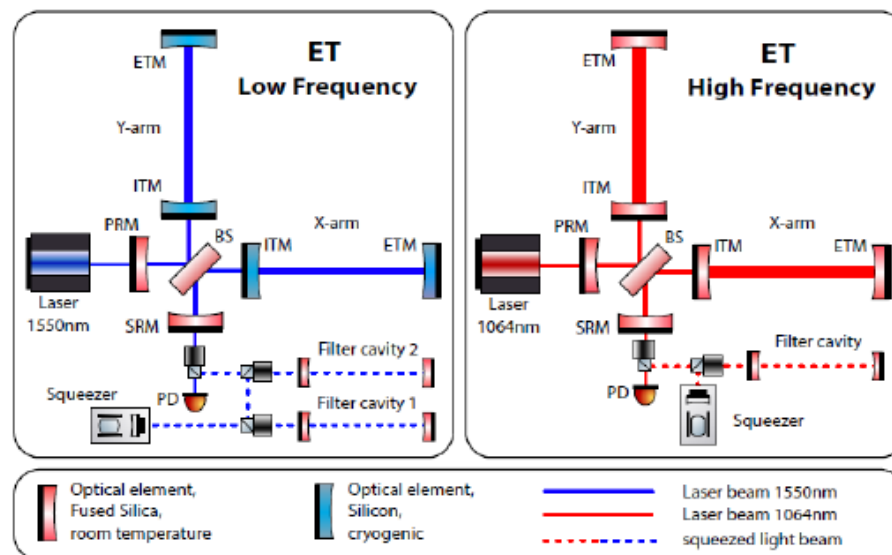 ET
Low Frequency
ETM
Y-arm
ITM
PRM
BS
X-arm
ITM
ETM
Laser
1550nm
SRM
Filter cavity 2
Squeezer
PD
Filter cavity 1
ET
High Frequency
ETM
Y-arm
ITM
PRM
BS
X-arm
ITM
ETM
Laser
1064nm
SRM
Filter cavity
PD
Squeezer
Optical element,
Fused Silica,
room temperature
Optical element,
Silicon,
cryogenic
Laser beam 1550nm
Laser beam 1064nm
squeezed light beam